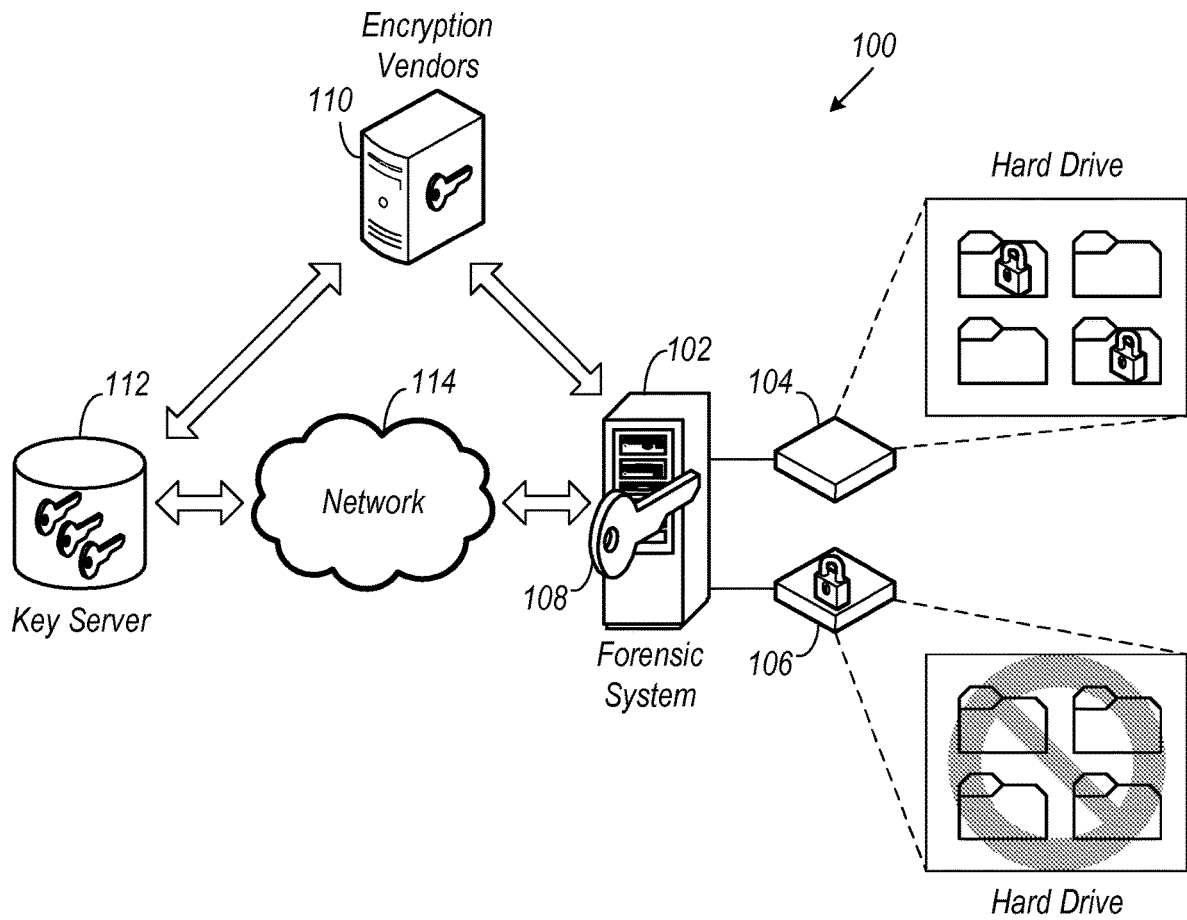 Encryption
Vendors
110
100
Hard Drive
102
104
112
114
Network
108
Key Server
Forensic
System
106
Hard Drive